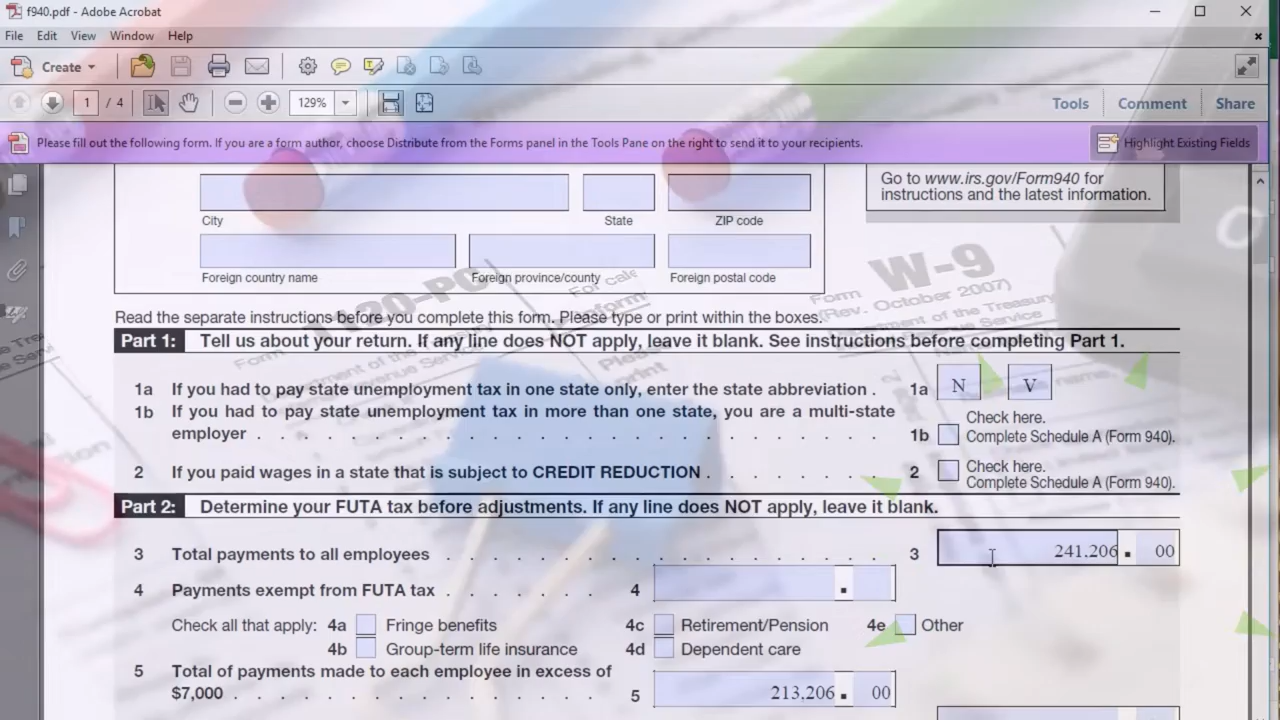 f940.pdf - Adobe Acrobat
File Edit View Window Help
Create
1 / 4 129% Tools Comment Share
Please fill out the following form. If you are a form author, choose Distribute from the Forms panel in the Tools Pane on the right to send it to your recipients. Highlight Existing Fields
Go to www.irs.gov/Form940 for
instructions and the latest information.
City State ZIP code
Foreign country name Foreign province/county Foreign postal code
1120-PC
Form W-9
(Rev. October 2007)
Department of the Treasury
Read the separate instructions before you complete this form. Please type or print within the boxes.
Part 1: Tell us about your return. If any line does NOT apply, leave it blank. See instructions before completing Part 1.
1a If you had to pay state unemployment tax in one state only, enter the state abbreviation . 1a N V
1b If you had to pay state unemployment tax in more than one state, you are a multi-state
employer . . . . . . . . . . . . . . . . . . . . . . . . 1b Check here.
Complete Schedule A (Form 940).
2 If you paid wages in a state that is subject to CREDIT REDUCTION . . . . . . . 2 Check here.
Complete Schedule A (Form 940).
Part 2: Determine your FUTA tax before adjustments. If any line does NOT apply, leave it blank.
3 Total payments to all employees . . . . . . . . . . . . . . . . 3 241,206 . 00
4 Payments exempt from FUTA tax . . . . . . . 4 .
Check all that apply: 4a Fringe benefits 4c Retirement/Pension 4e Other
4b Group-term life insurance 4d Dependent care
5 Total of payments made to each employee in excess of
$7,000 . . . . . . . . . . . . . . . 5 213,206 . 00